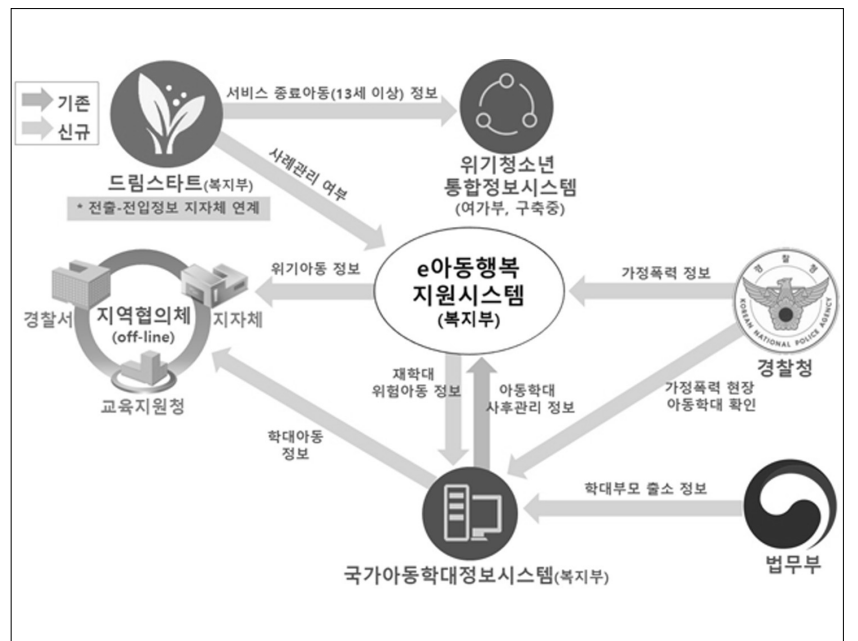 기존
신규
서비스 종료아동(13세 이상) 정보
드림스타트(복지부)
* 전출-전입정보 지자체 연계
위기청소년
통합정보시스템
(여가부, 구축중)
사례관리 여부
위기아동 정보
e아동행복
지원시스템
(복지부)
가정폭력 정보
경찰청
KOREAN NATIONAL POLICE AGENCY
경찰청
경찰서
지역협의체
(off-line)
지자체
교육지원청
재학대
위험아동 정보
아동학대
사후관리 정보
가정폭력 현장
아동학대 확인
학대아동
정보
학대부모 출소 정보
국가아동학대정보시스템(복지부)
법무부